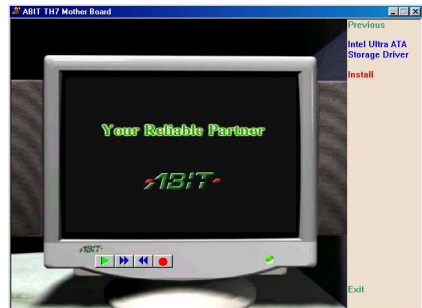 ABIT TH7 Mother Board
Previous
Intel Ultra ATA
Storage Driver
Install
Your Reliable Partner
ABIT
ABIT
Exit